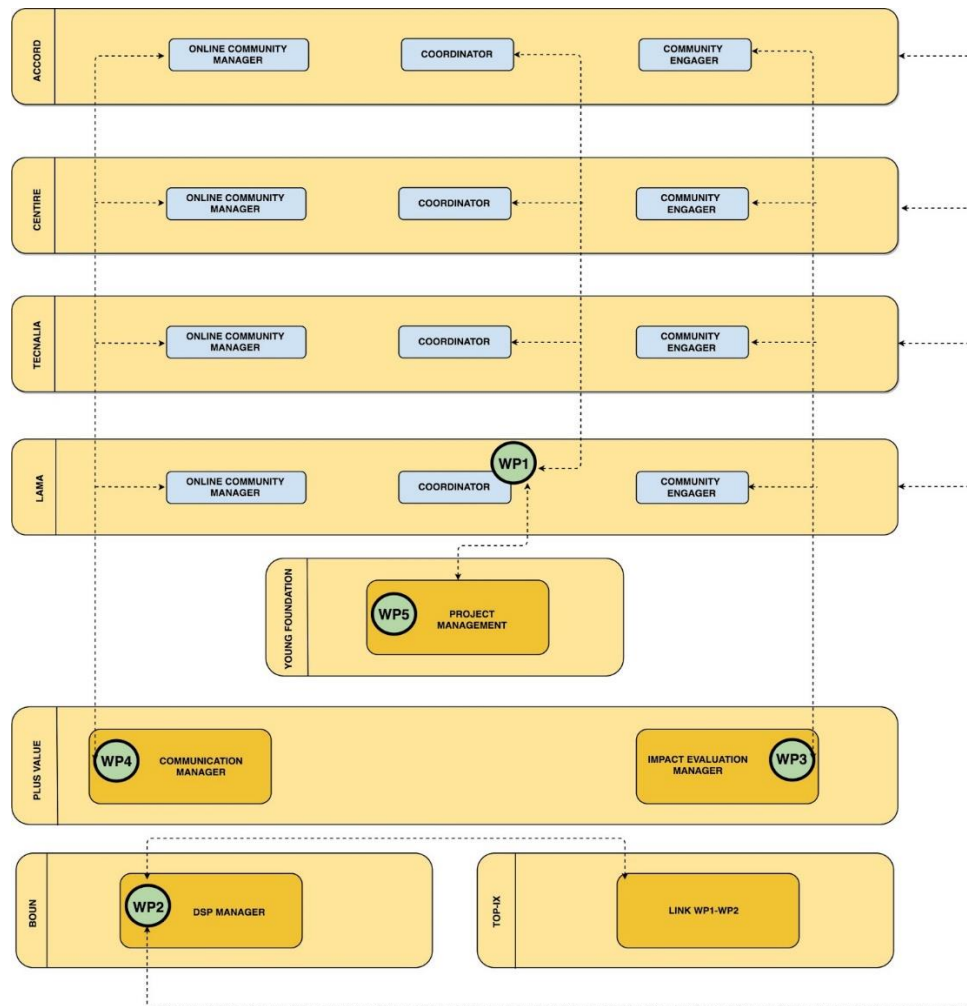 ACCORD
ONLINE COMMUNITY
MANAGER
COORDINATOR
COMMUNITY
ENGAGER
CENTIRE
ONLINE COMMUNITY
MANAGER
COORDINATOR
COMMUNITY
ENGAGER
TECNALIA
ONLINE COMMUNITY
MANAGER
COORDINATOR
COMMUNITY
ENGAGER
LAMA
ONLINE COMMUNITY
MANAGER
COORDINATOR
WP1
COMMUNITY
ENGAGER
YOUNG FOUNDATION
WP5
PROJECT
MANAGEMENT
PLUS VALUE
WP4
COMMUNICATION
MANAGER
IMPACT EVALUATION
MANAGER
WP3
BOUN
WP2
DSP MANAGER
TOP-IX
LINK WP1-WP2